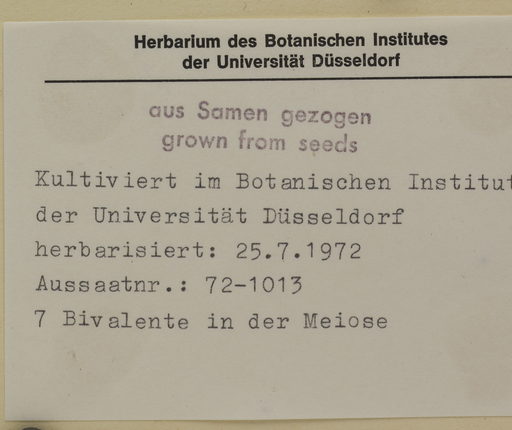 Herbarium des Botanischen Institutes
der Universität Düsseldorf
aus Samen gezogen
grown from seeds
Kultiviert im Botanischen Institut
der Universität Düsseldorf
herbarisiert: 25.7.1972
Aussaatnr.: 72-1013
7 Bivalente in der Meiose